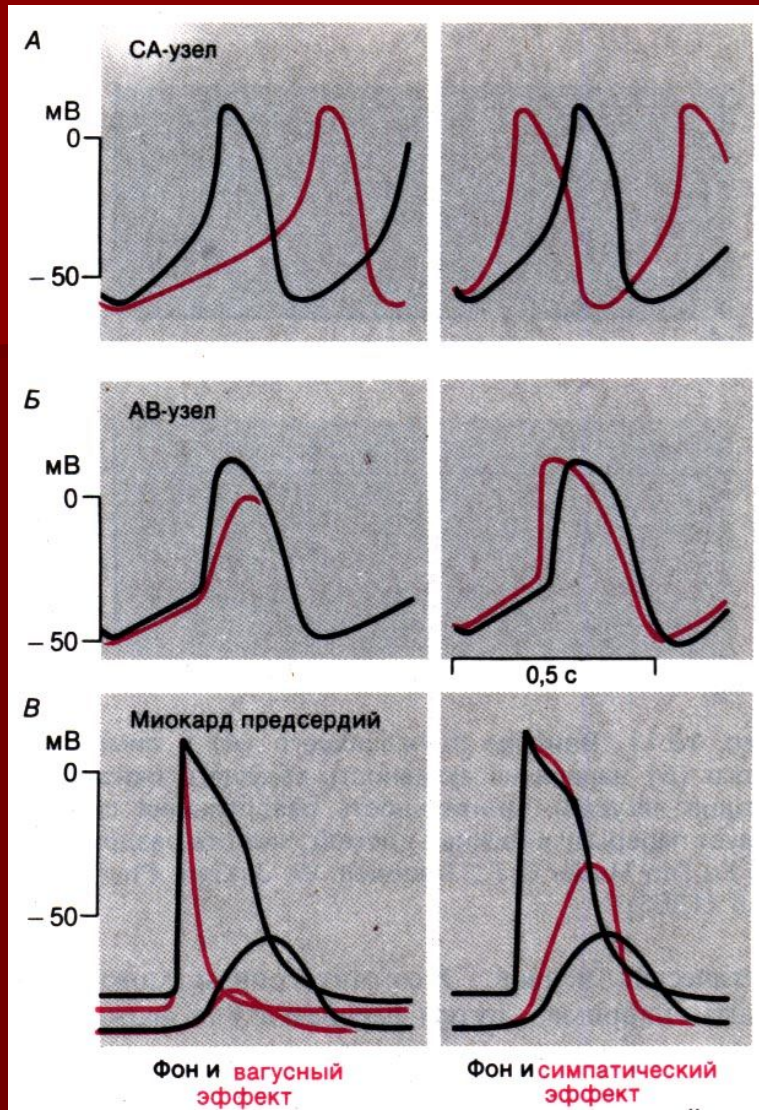 А
СА-узел
мВ
0
– 50
Б
АВ-узел
мВ
0
– 50
0,5 с
В
Миокард предсердий
мВ
0
– 50
Фон и вагусный
эффект
Фон и симпатический
эффект